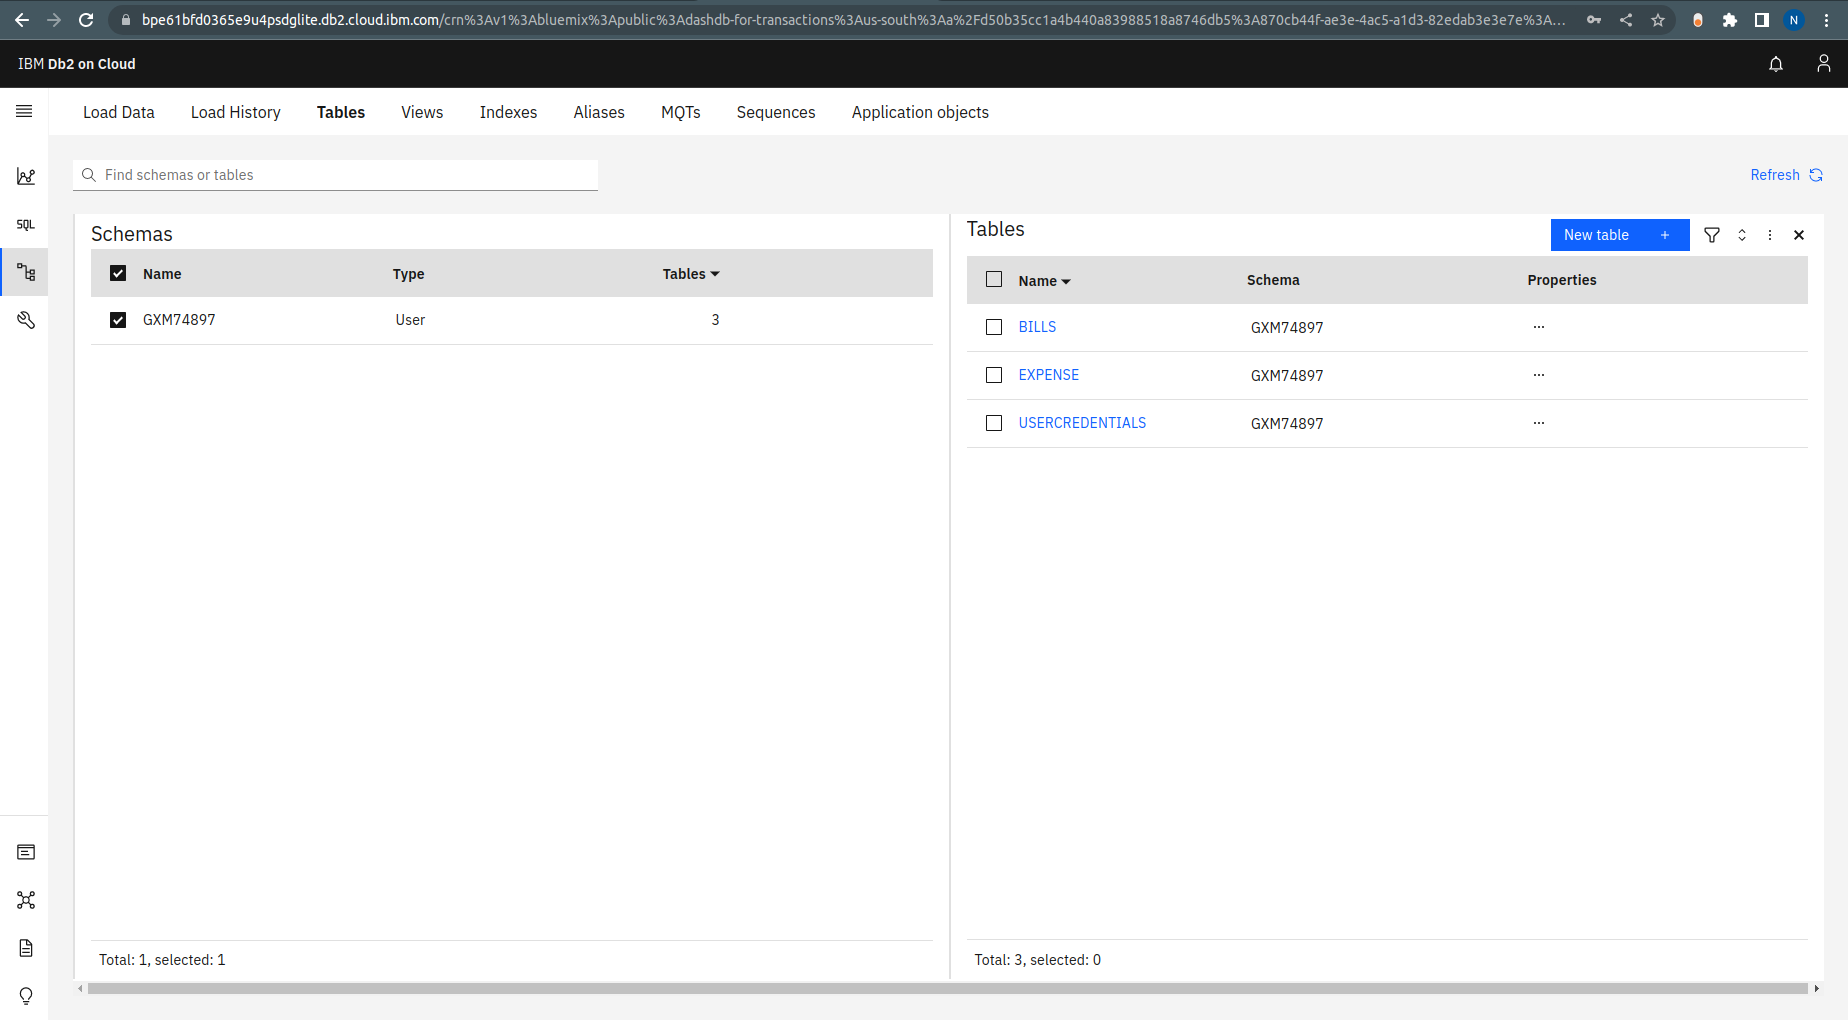 bpe61bfd0365e9u4psdglite.db2.cloud.ibm.com/crn%3Av1%3Abluemix%3Apublic%3Adashdb-for-transactions%3Aus-south%3Aa%2Fd50b35cc1a4b440a83988518a8746db5%3A870cb44f-ae3e-4ac5-a1d3-82edab3e3e7e%3A...
N
IBM Db2 on Cloud
Load Data Load History Tables Views Indexes Aliases MQTs Sequences Application objects
SQL
Find schemas or tables
Refresh
Schemas
Name Type Tables
GXM74897 User 3
Total: 1, selected: 1
Tables
New table +
Name Schema Properties
BILLS GXM74897 ...
EXPENSE GXM74897 ...
USERCREDENTIALS GXM74897 ...
Total: 3, selected: 0